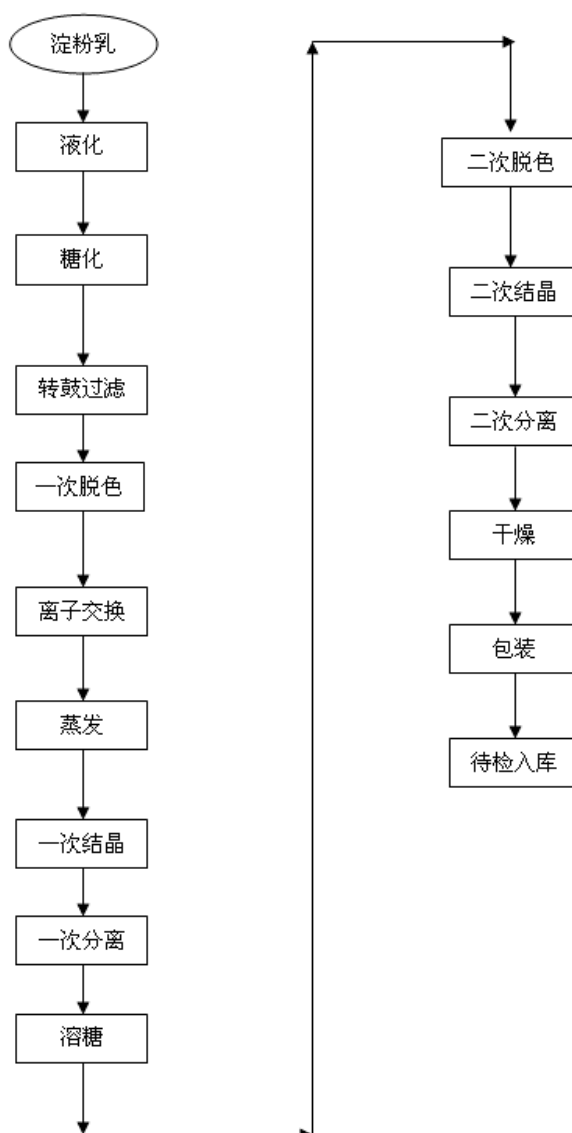 淀粉乳
液化
糖化
转鼓过滤
一次脱色
离子交换
蒸发
一次结晶
一次分离
溶糖
二次脱色
二次结晶
二次分离
干燥
包装
待检入库